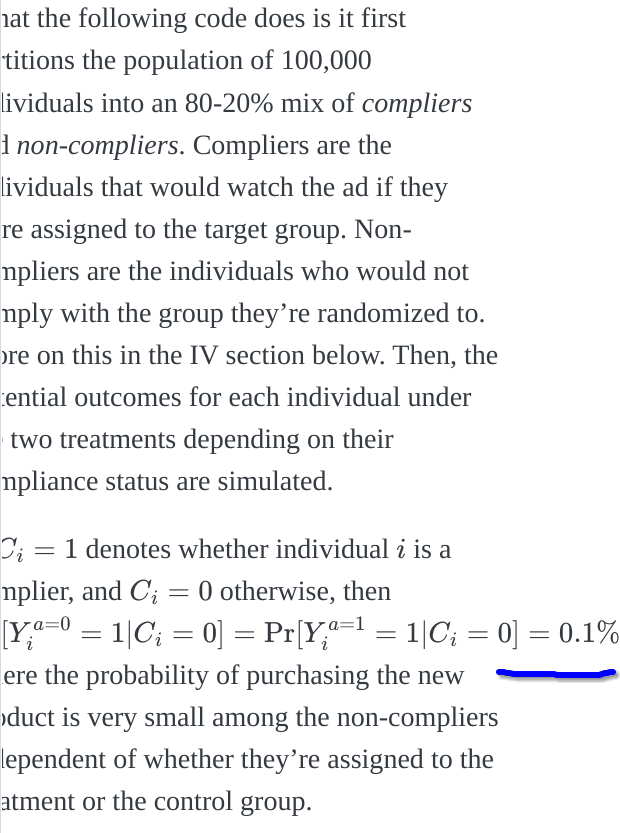 hat the following code does is it first
rtitions the population of 100,000
lividuals into an 80-20% mix of compliers
d non-compliers. Compliers are the
lividuals that would watch the ad if they
re assigned to the target group. Non-
mpliers are the individuals who would not
mply with the group they’re randomized to.
ore on this in the IV section below. Then, the
tential outcomes for each individual under
two treatments depending on their
mpliance status are simulated.
C_i = 1 denotes whether individual i is a
mplier, and C_i = 0 otherwise, then
[Y_i^{a=0} = 1|C_i = 0] = Pr[Y_i^{a=1} = 1|C_i = 0] = 0.1%
ere the probability of purchasing the new
oduct is very small among the non-compliers
lependent of whether they’re assigned to the
atment or the control group.